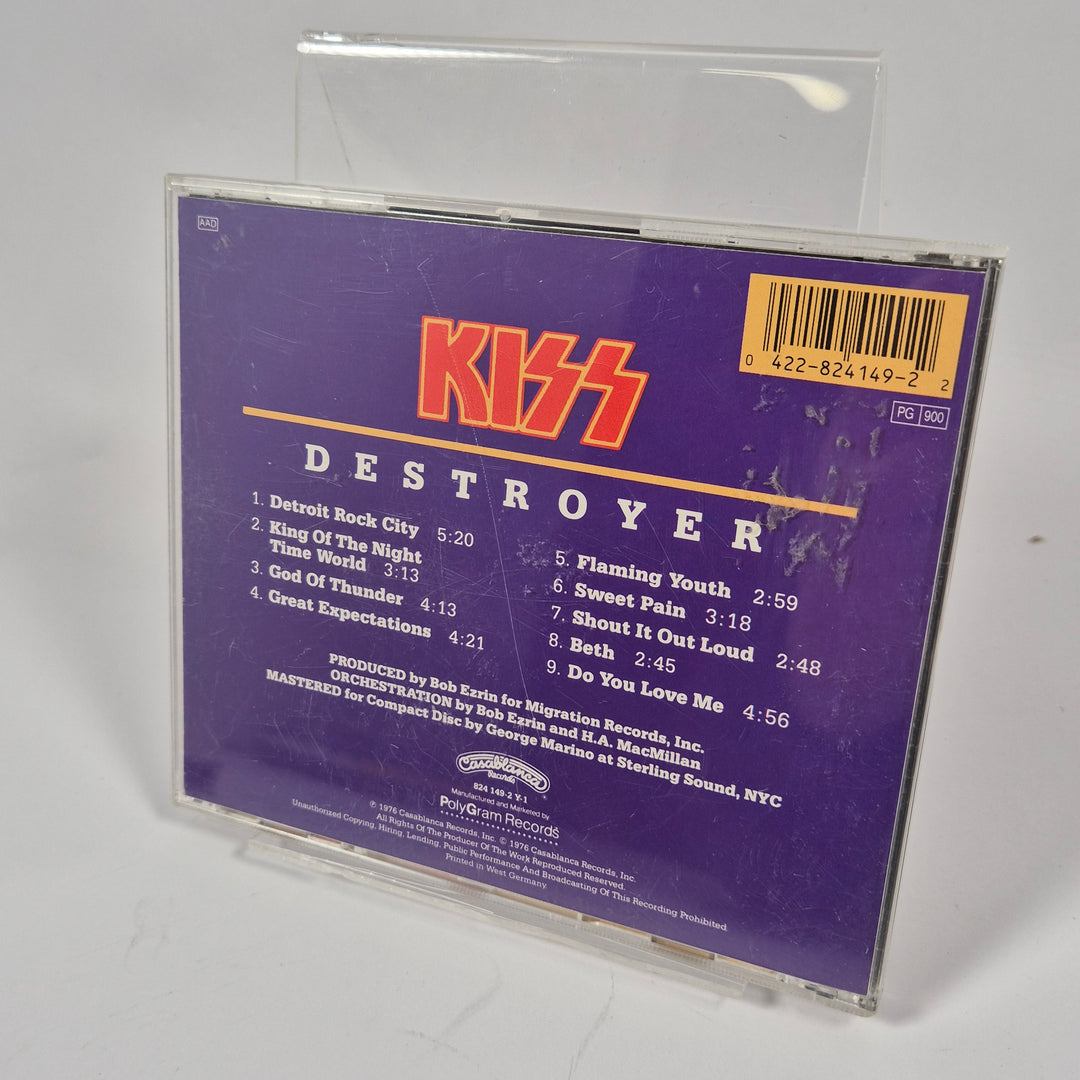 AAD
0 422-824149-2 2
PG 900
KISS
DESTROYER
1. Detroit Rock City 5:20
2. King Of The Night
Time World 3:13
3. God Of Thunder 4:13
4. Great Expectations 4:21
5. Flaming Youth 2:59
6. Sweet Pain 3:18
7. Shout It Out Loud 2:48
8. Beth 2:45
9. Do You Love Me 4:56
PRODUCED by Bob Ezrin for Migration Records, Inc.
ORCHESTRATION by Bob Ezrin and H.A. MacMillan
MASTERED for Compact Disc by George Marino at Sterling Sound, NYC
Casablanca
Records
824 149-2 Y-1
Manufactured and Marketed by
PolyGram Records
℗ 1976 Casablanca Records, Inc. © 1976 Casablanca Records, Inc.
All Rights Of The Producer Of The Work Reproduced Reserved.
Unauthorized Copying, Hiring, Lending, Public Performance And Broadcasting Of This Recording Prohibited.
Printed in West Germany